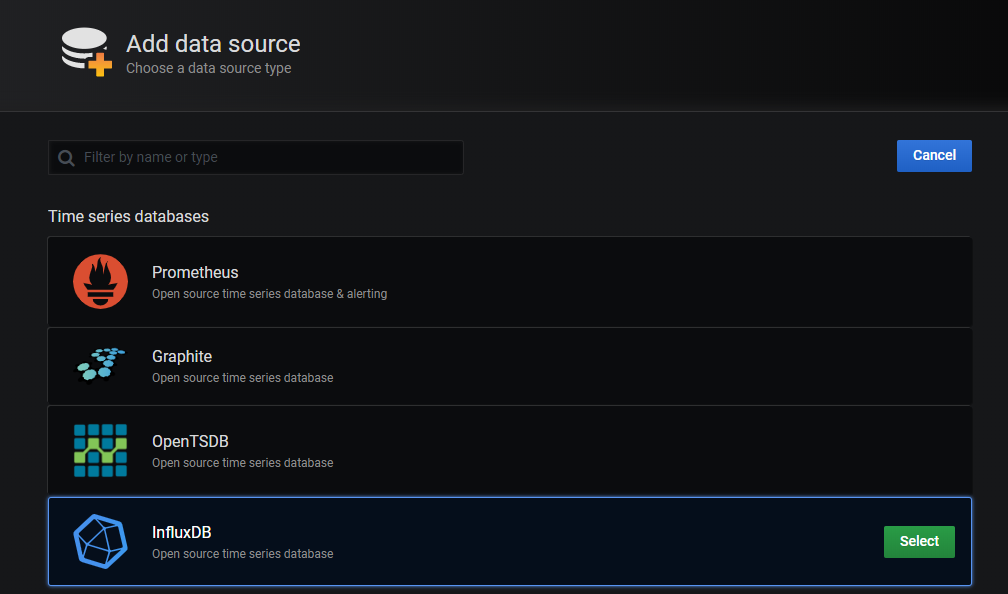 Add data source
Choose a data source type
Filter by name or type
Cancel
Time series databases
Prometheus
Open source time series database & alerting
Graphite
Open source time series database
OpenTSDB
Open source time series database
InfluxDB
Open source time series database
Select